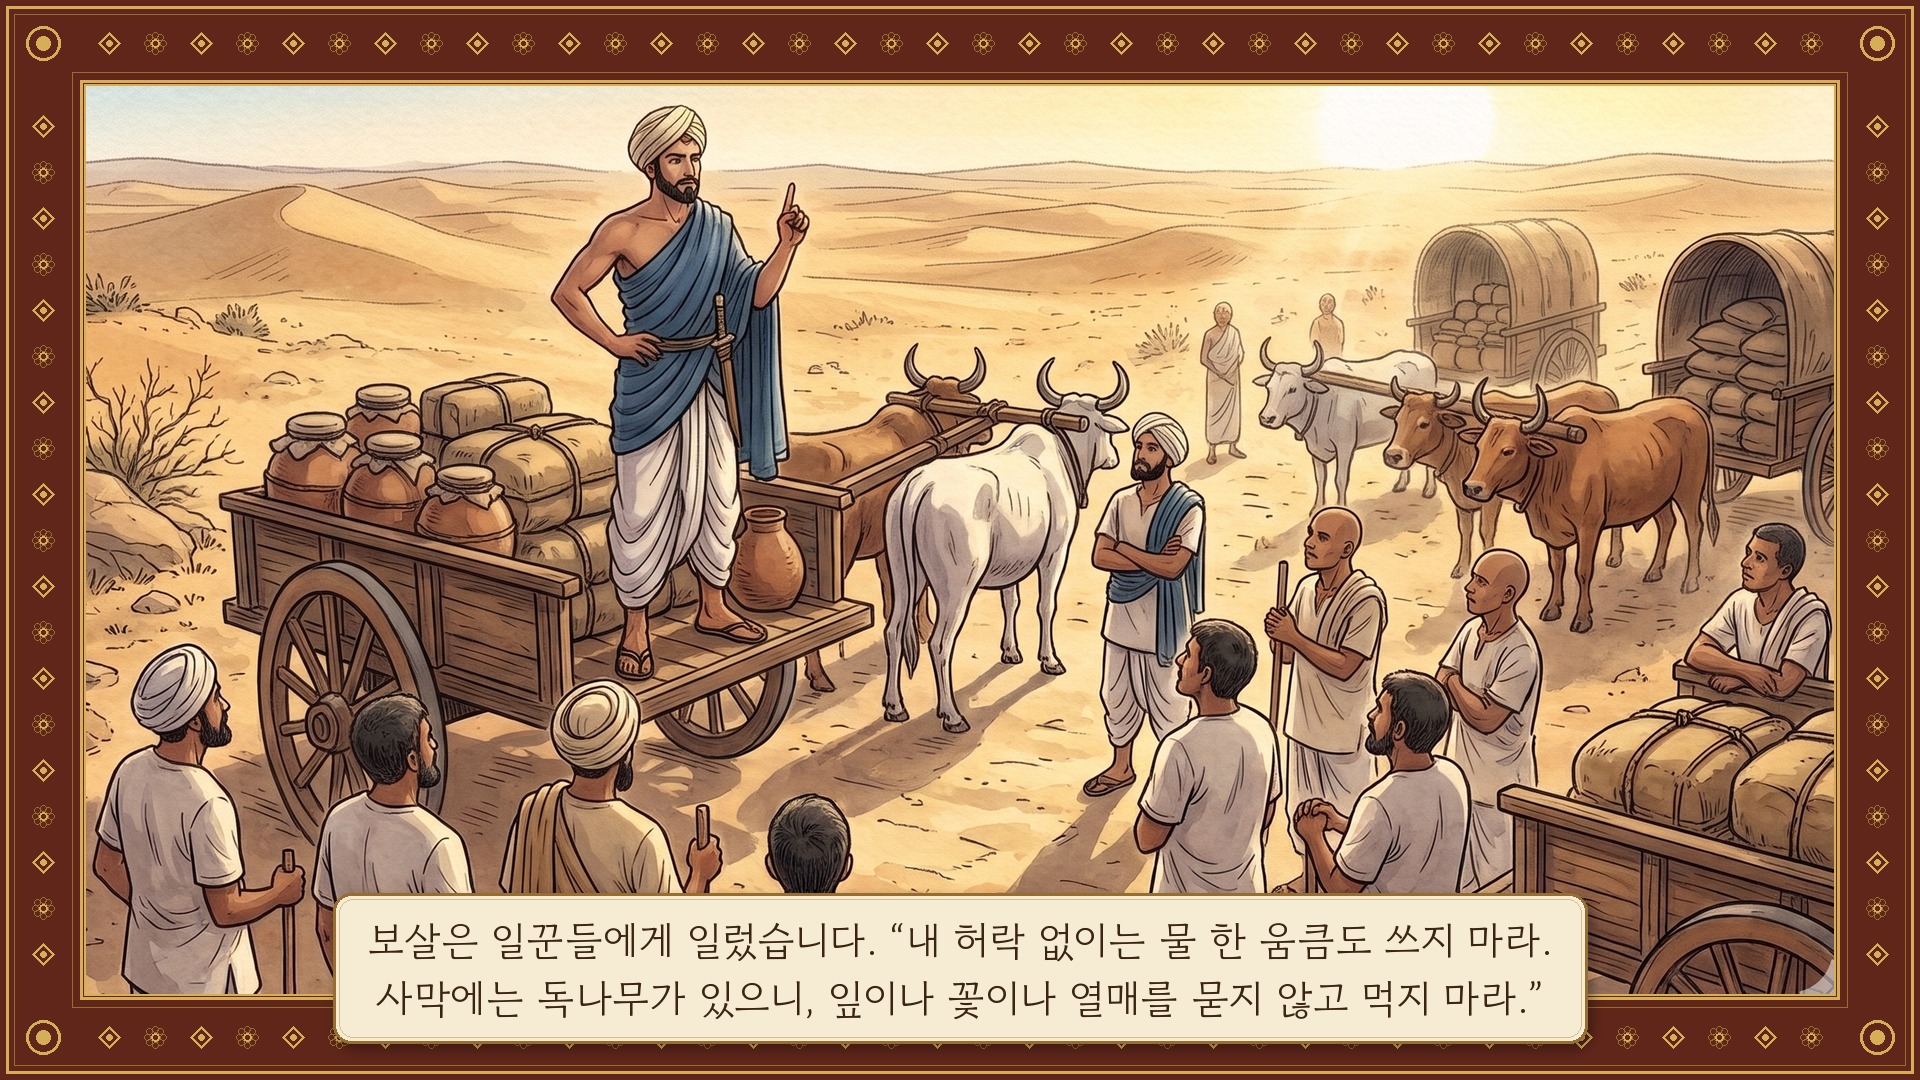 보살은 일꾼들에게 일렀습니다. “내 허락 없이는 물 한 움큼도 쓰지 마라.
사막에는 독나무가 있으니, 잎이나 꽃이나 열매를 묻지 않고 먹지 마라.”